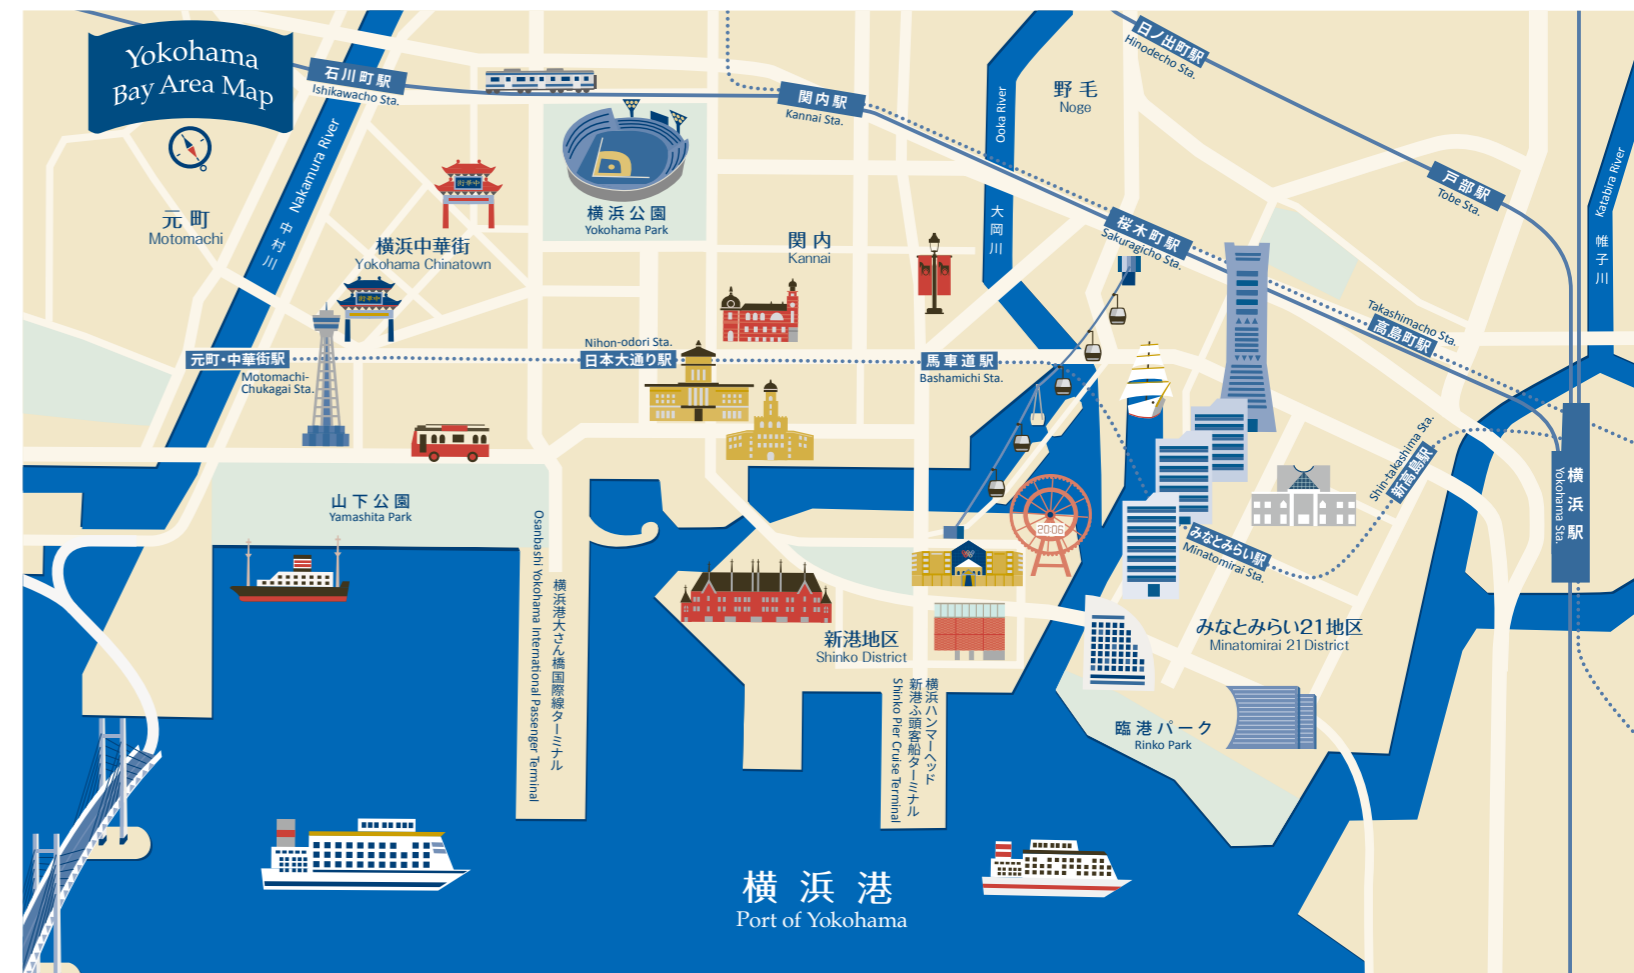 Yokohama
Bay Area Map
石川町駅
Ishikawacho Sta.
中村川
Nakamura River
元町
Motomachi
中華街
横浜中華街
Yokohama Chinatown
中華街
横浜公園
Yokohama Park
関内駅
Kannai Sta.
関内
Kannai
Ooka River
大岡川
野毛
Noge
日ノ出町駅
Hinodecho Sta.
戸部駅
Tobe Sta.
Katabira River
帷子川
桜木町駅
Sakuragicho Sta.
Takashimacho Sta.
高島町駅
元町・中華街駅
Motomachi-
Chukagai Sta.
Nihon-odori Sta.
日本大通り駅
馬車道駅
Bashamichi Sta.
Shin-takashima Sta.
新高島駅
横浜駅
Yokohama Sta.
みなとみらい駅
Minatomirai Sta.
山下公園
Yamashita Park
横浜港大さん橋国際線ターミナル
Osanbashi Yokohama International Passenger Terminal
20:06
W
新港地区
Shinko District
横浜ハンマーヘッド
新港ふ頭客船ターミナル
Shinko Pier Cruise Terminal
みなとみらい21地区
Minatomirai 21 District
臨港パーク
Rinko Park
横浜港
Port of Yokohama